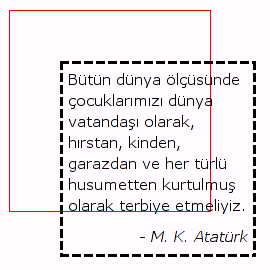 Bütün dünya ölçüsünde
çocuklarımızı dünya
vatandaşı olarak,
hırstan, kinden,
garazdan ve her türlü
husumetten kurtulmuş
olarak terbiye etmeliyiz.
- M. K. Atatürk